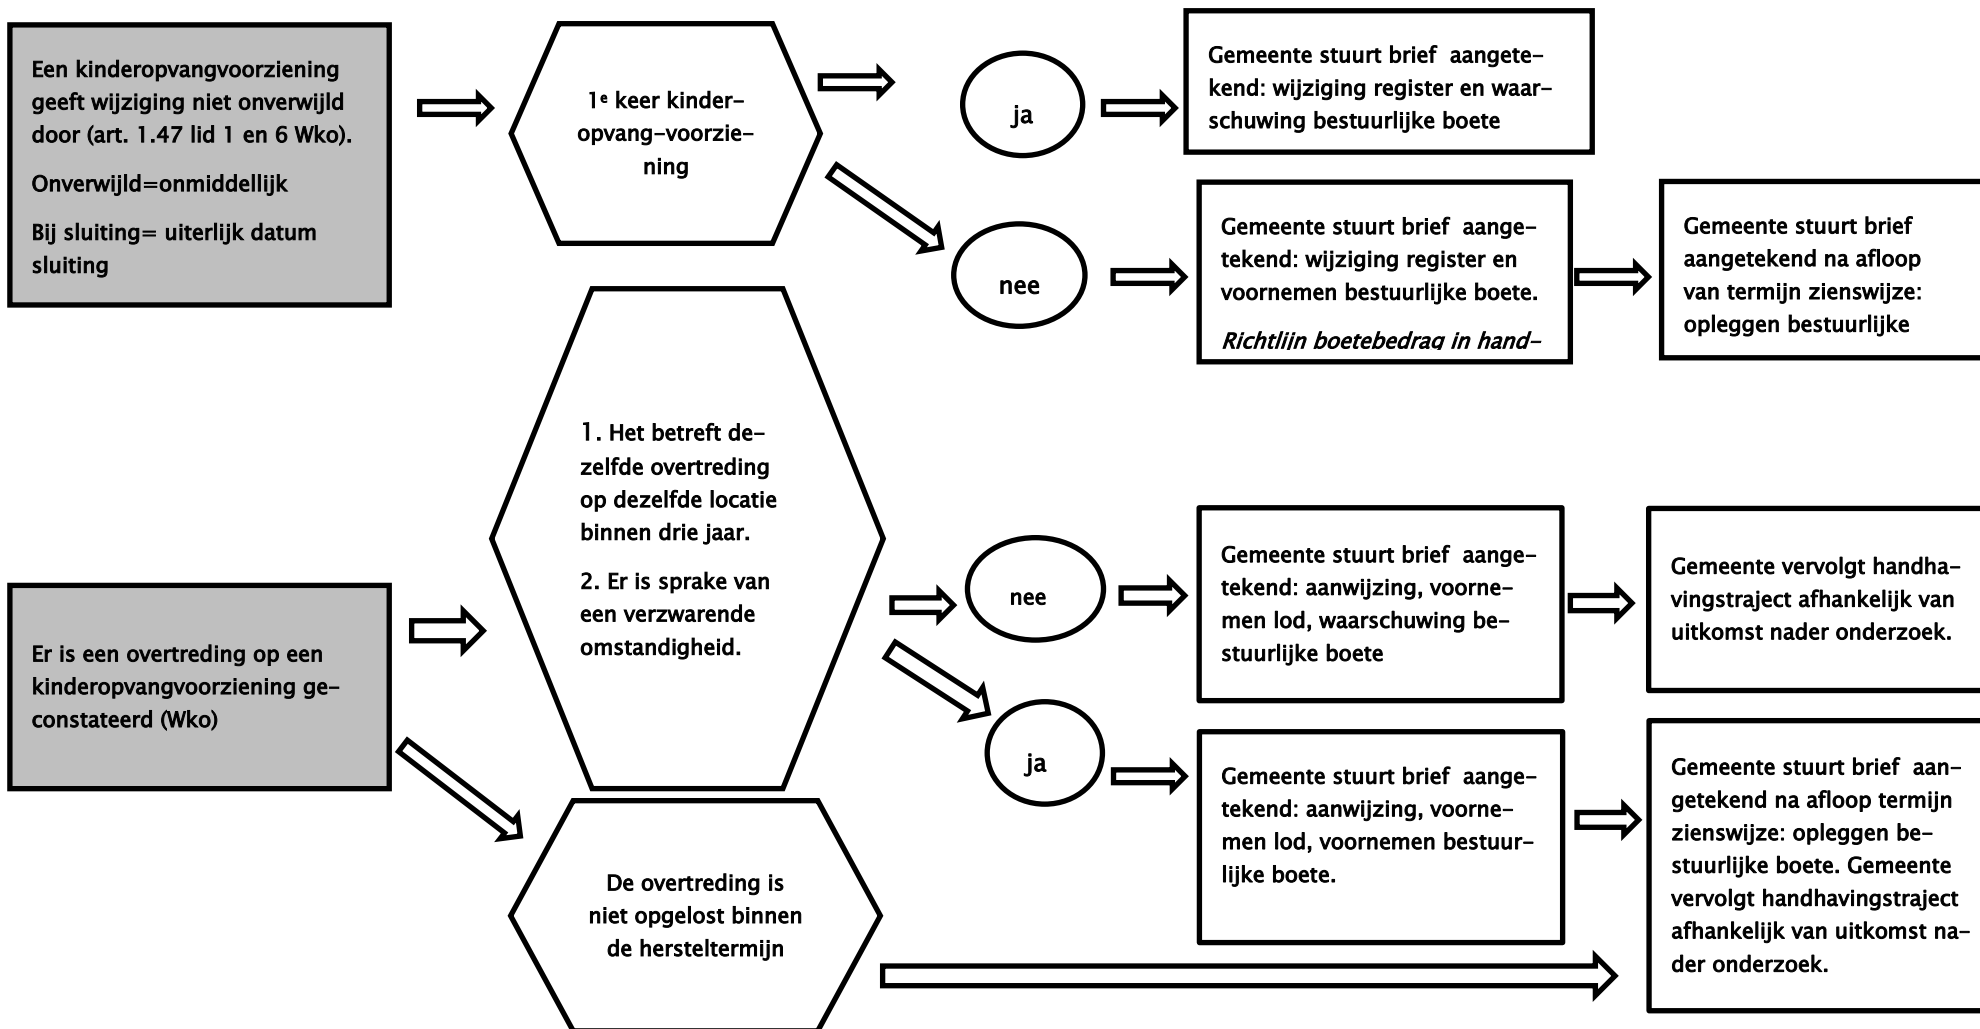 Een kinderopvangvoorziening
geeft wijziging niet onverwijld
door (art. 1.47 lid 1 en 6 Wko).
Onverwijld=onmiddellijk
Bij sluiting= uiterlijk datum
sluiting
1e keer kinder-
opvang-voorzie-
ning
ja
Gemeente stuurt brief aangete-
kend: wijziging register en waar-
schuwing bestuurlijke boete
nee
Gemeente stuurt brief aange-
tekend: wijziging register en
voornemen bestuurlijke boete.
Richtlijn boetebedrag in hand-
Gemeente stuurt brief
aangetekend na afloop
van termijn zienswijze:
opleggen bestuurlijke
Er is een overtreding op een
kinderopvangvoorziening ge-
constateerd (Wko)
1. Het betreft de-
zelfde overtreding
op dezelfde locatie
binnen drie jaar.
2. Er is sprake van
een verzwarende
omstandigheid.
nee
Gemeente stuurt brief aange-
tekend: aanwijzing, voorne-
men lod, waarschuwing be-
stuurlijke boete
Gemeente vervolgt handha-
vingstraject afhankelijk van
uitkomst nader onderzoek.
ja
Gemeente stuurt brief aange-
tekend: aanwijzing, voorne-
men lod, voornemen bestuur-
lijke boete.
Gemeente stuurt brief aan-
getekend na afloop termijn
zienswijze: opleggen be-
stuurlijke boete. Gemeente
vervolgt handhavingstraject
afhankelijk van uitkomst na-
der onderzoek.
De overtreding is
niet opgelost binnen
de hersteltermijn